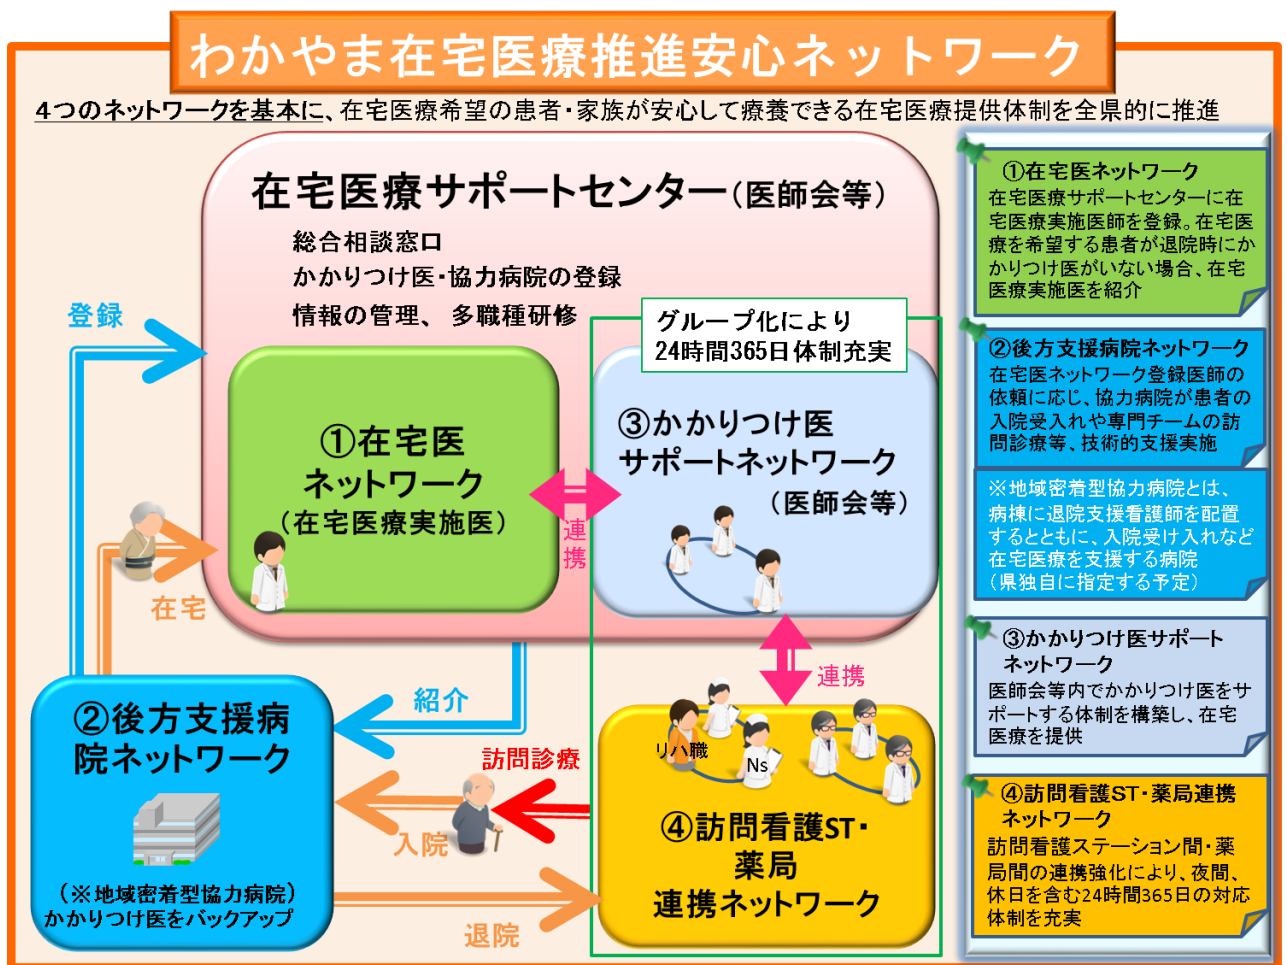 わかやま在宅医療推進安心ネットワーク
4つのネットワークを基本に、在宅医療希望の患者・家族が安心して療養できる在宅医療提供体制を全県的に推進
在宅医療サポートセンター(医師会等)
総合相談窓口
かかりつけ医・協力病院の登録
情報の管理、多職種研修
グループ化により
24時間365日体制充実
登録
①在宅医
ネットワーク
(在宅医療実施医)
③かかりつけ医
サポートネットワーク
(医師会等)
連
携
在宅
連携
紹介
②後方支援病
院ネットワーク
(※地域密着型協力病院)
かかりつけ医をバックアップ
訪問診療
入院
退院
リハ職
Ns
④訪問看護ST・
薬局
連携ネットワーク
①在宅医ネットワーク
在宅医療サポートセンターに在
宅医療実施医師を登録。在宅医
療を希望する患者が退院時にか
かりつけ医がいない場合、在宅
医療実施医を紹介
②後方支援病院ネットワーク
在宅医ネットワーク登録医師の
依頼に応じ、協力病院が患者の
入院受入れや専門チームの訪
問診療等、技術的支援実施
※地域密着型協力病院とは、
病棟に退院支援看護師を配置
するとともに、入院受け入れなど
在宅医療を支援する病院
(県独自に指定する予定)
③かかりつけ医サポート
ネットワーク
医師会等内でかかりつけ医をサ
ポートする体制を構築し、在宅
医療を提供
④訪問看護ST・薬局連携
ネットワーク
訪問看護ステーション間・薬
局間の連携強化により、夜間、
休日を含む24時間365日の対応
体制を充実